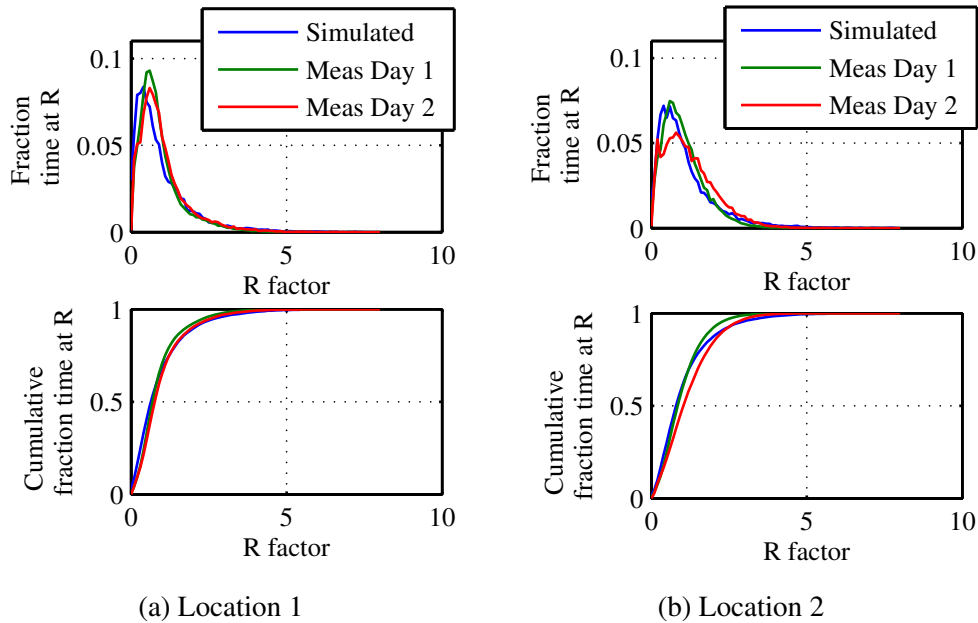 Simulated
Meas Day 1
Meas Day 2
0.1
0.05
0
Fraction
time at R
0 5 10
R factor
1
0.5
0
Cumulative
fraction time at R
0 5 10
R factor
(a) Location 1
Simulated
Meas Day 1
Meas Day 2
0.1
0.05
0
Fraction
time at R
0 5 10
R factor
1
0.5
0
Cumulative
fraction time at R
0 5 10
R factor
(b) Location 2